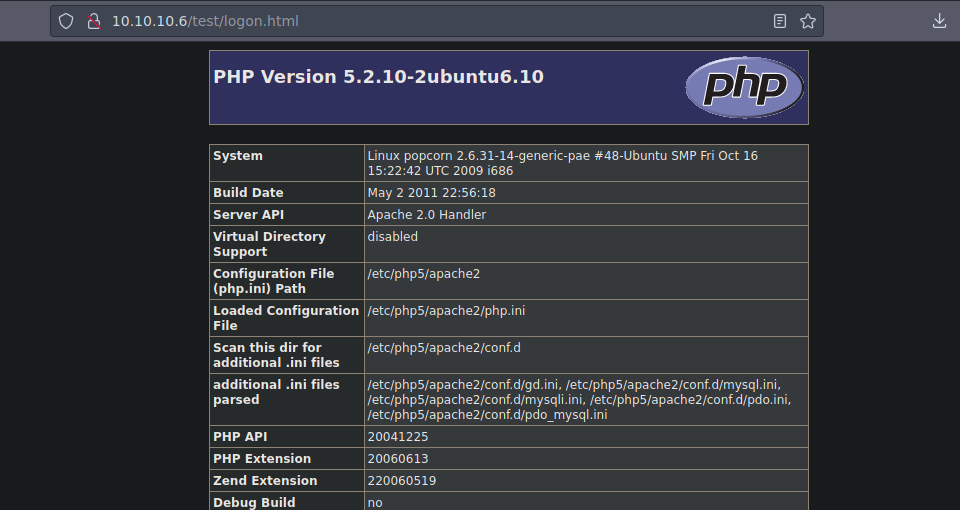 10.10.10.6/test/logon.html
PHP Version 5.2.10-2ubuntu6.10
php
System
Linux popcorn 2.6.31-14-generic-pae #48-Ubuntu SMP Fri Oct 16
15:22:42 UTC 2009 i686
Build Date
May 2 2011 22:56:18
Server API
Apache 2.0 Handler
Virtual Directory
Support
disabled
Configuration File
(php.ini) Path
/etc/php5/apache2
Loaded Configuration
File
/etc/php5/apache2/php.ini
Scan this dir for
additional .ini files
/etc/php5/apache2/conf.d
additional .ini files
parsed
/etc/php5/apache2/conf.d/gd.ini, /etc/php5/apache2/conf.d/mysql.ini,
/etc/php5/apache2/conf.d/mysqli.ini, /etc/php5/apache2/conf.d/pdo.ini,
/etc/php5/apache2/conf.d/pdo_mysql.ini
PHP API
20041225
PHP Extension
20060613
Zend Extension
220060519
Debug Build
no